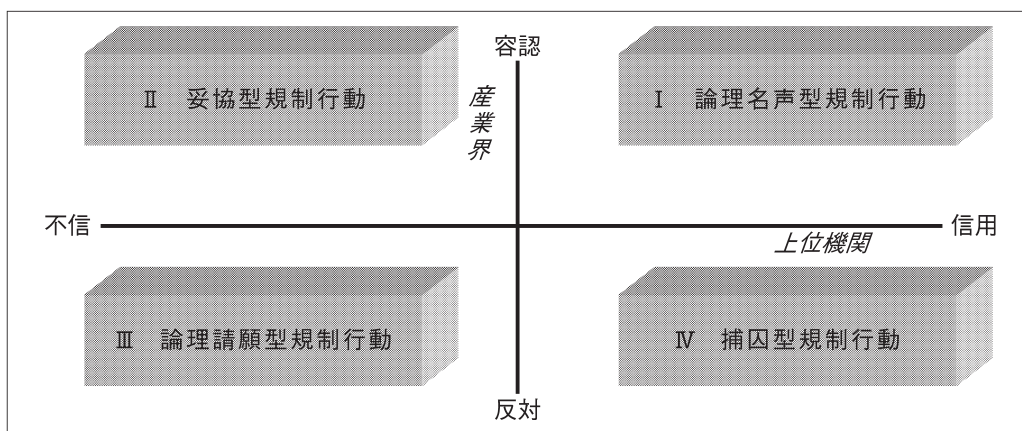 容認
Ⅱ 妥協型規制行動
産業界
Ⅰ 論理名声型規制行動
不信
信用
上位機関
Ⅲ 論理請願型規制行動
Ⅳ 捕囚型規制行動
反対